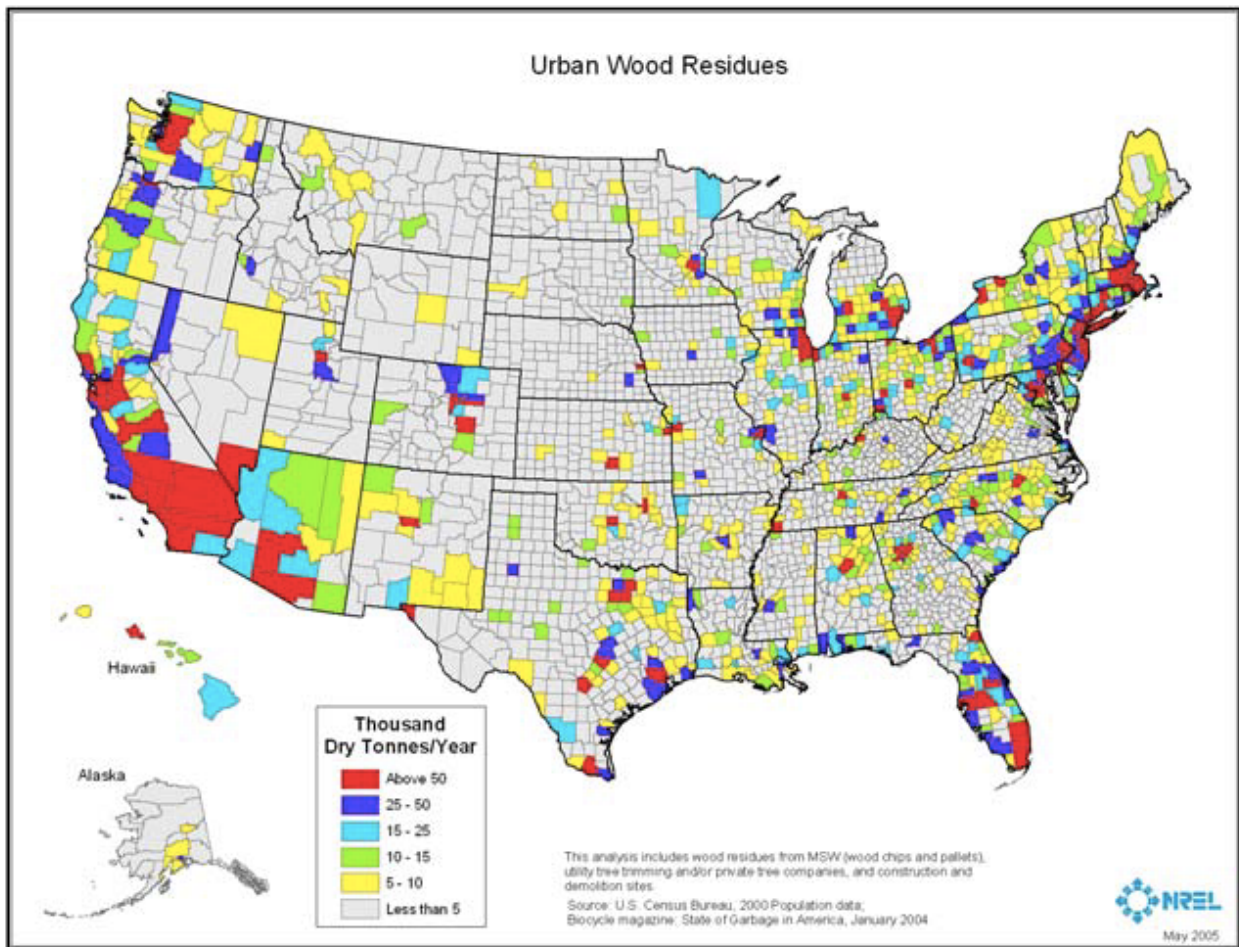 Urban Wood Residues
Hawaii
Alaska
Thousand
Dry Tonnes/Year
Above 50
25 - 50
15 - 25
10 - 15
5 - 10
Less than 5
This analysis includes wood residues from MSW (wood chips and pallets),
utility tree trimming and/or private tree companies, and construction and
demolition sites.
Source: U.S. Census Bureau, 2000 Population data;
Biocycle magazine: State of Garbage in America, January 2004
NREL
May 2005